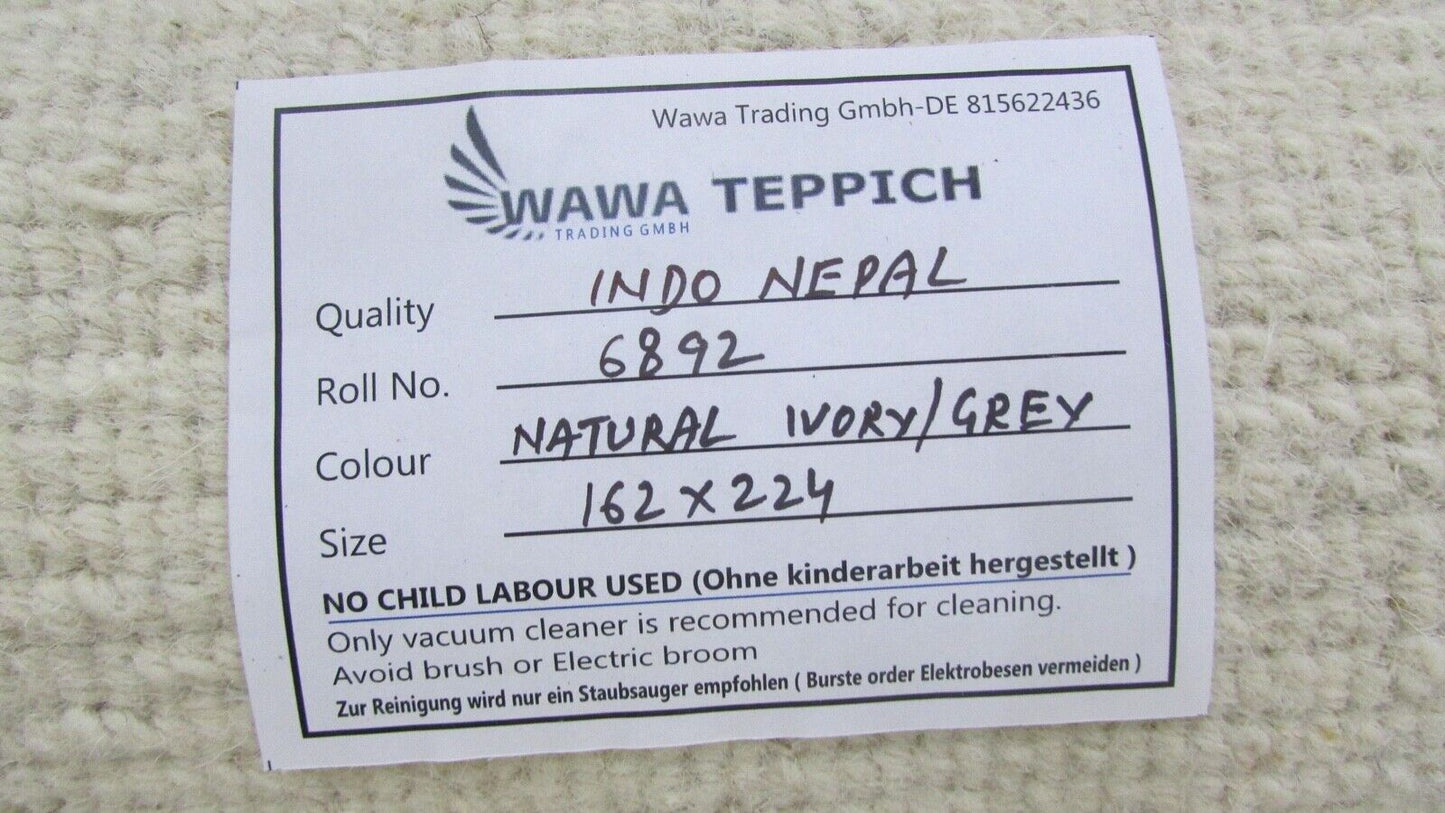 Wawa Trading Gmbh-DE 815622436
WAWA TEPPICH
TRADING GMBH
Quality INDO NEPAL
Roll No. 6892
Colour NATURAL IVORY/GREY
Size 162 x 224
NO CHILD LABOUR USED (Ohne kinderarbeit hergestellt )
Only vacuum cleaner is recommended for cleaning.
Avoid brush or Electric broom
Zur Reinigung wird nur ein Staubsauger empfohlen ( Burste order Elektrobesen vermeiden )